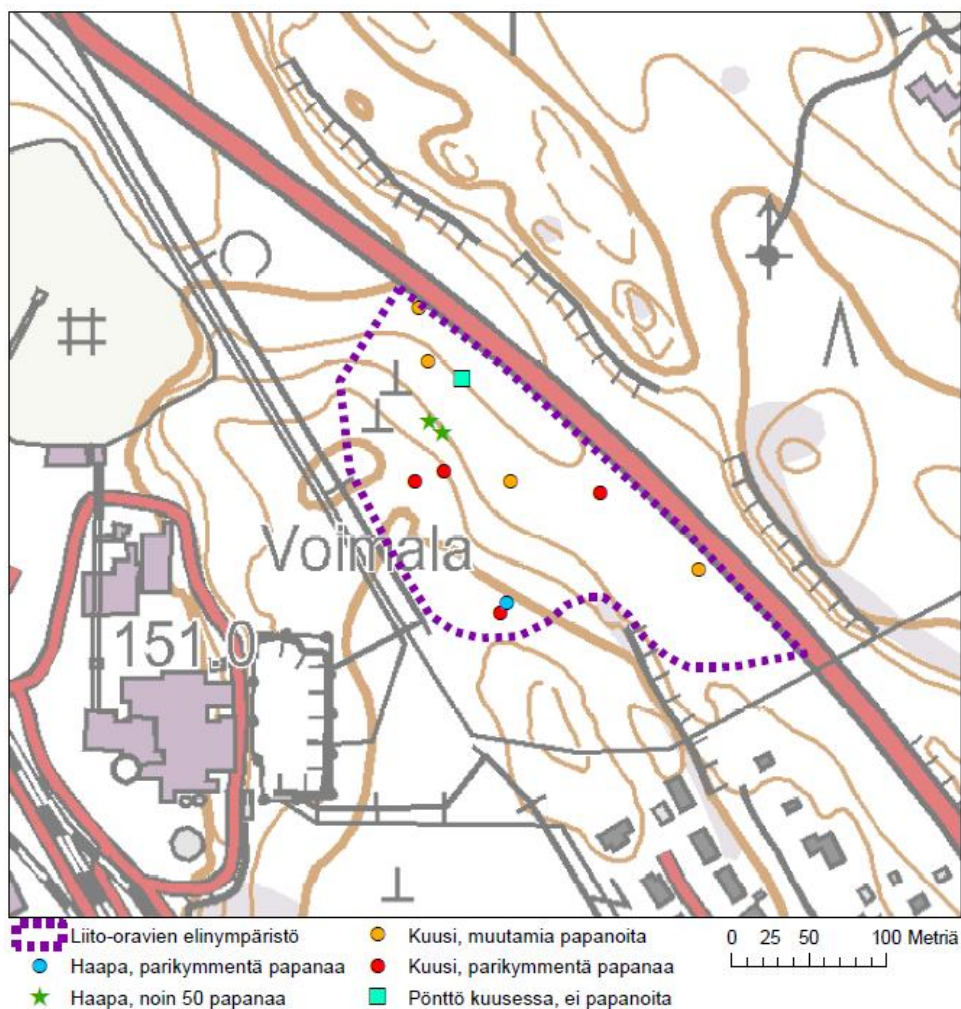 Voimala
151.0
Liito-oravien elinympäristö
Kuusi, muutamia papanoita
0 25 50 100 Metriä
Haapa, parikymmentä papanaa
Kuusi, parikymmentä papanaa
Haapa, noin 50 papanaa
Pönttö kuusessa, ei papanoita